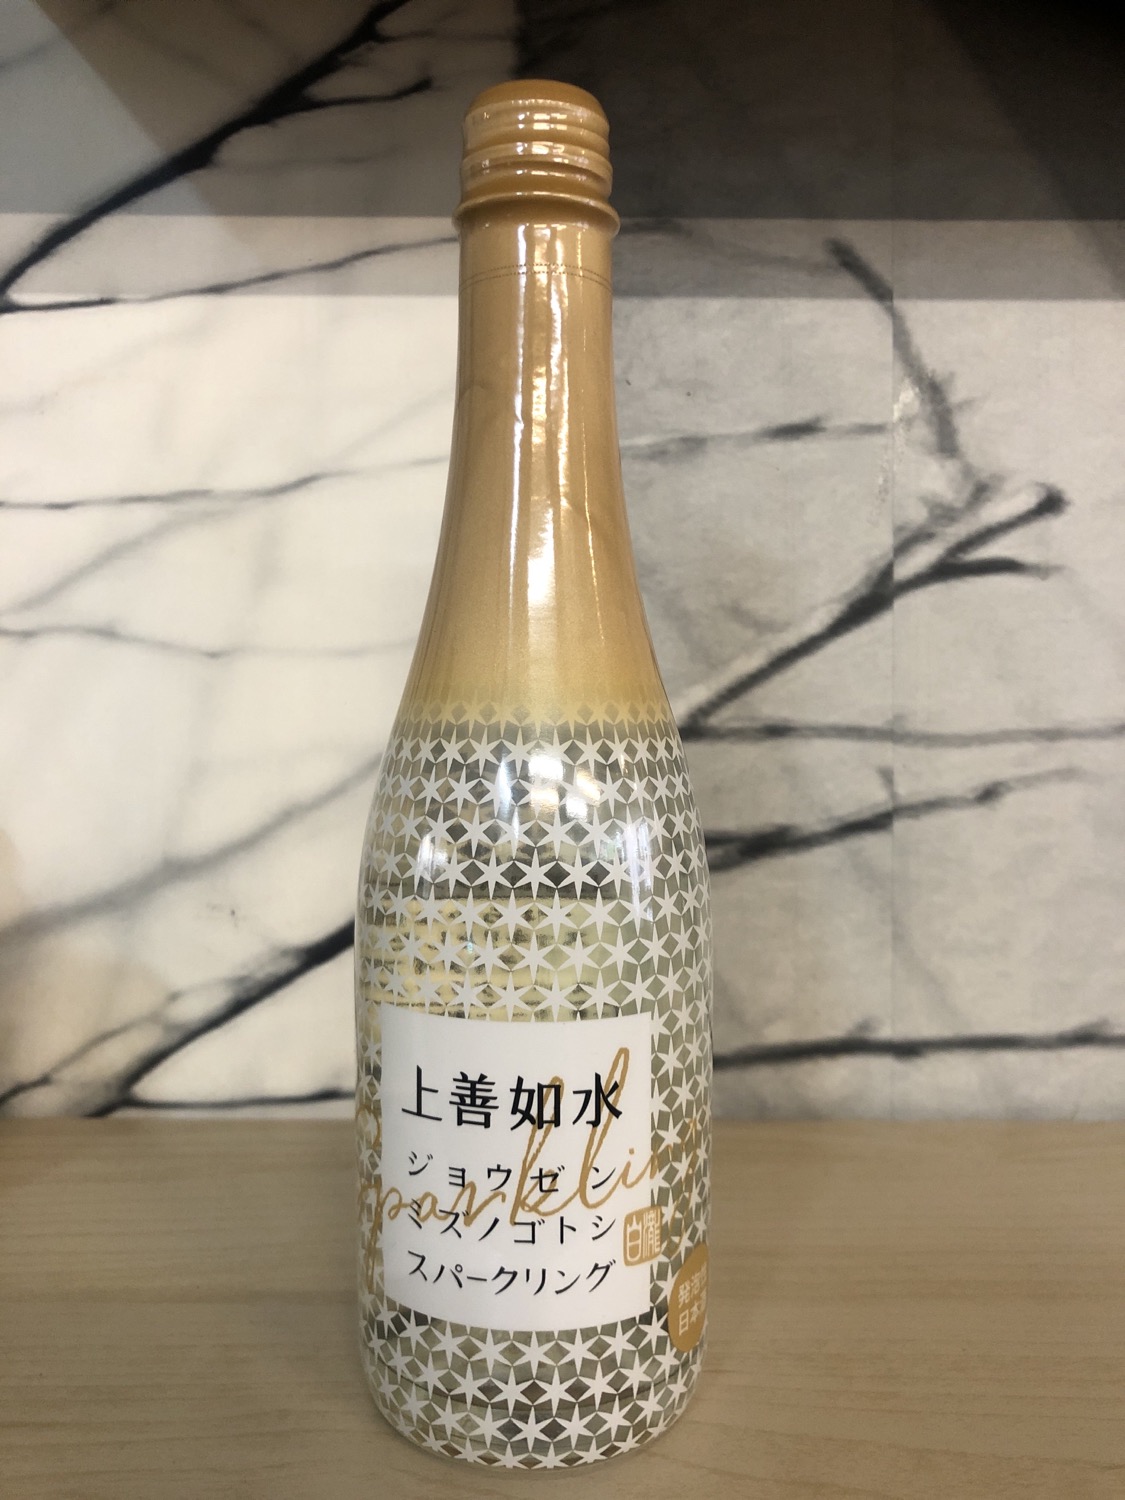 上善如水
sparkling
ジョウゼン
ミズノゴトシ
スパークリング
白瀧
発泡性
日本酒